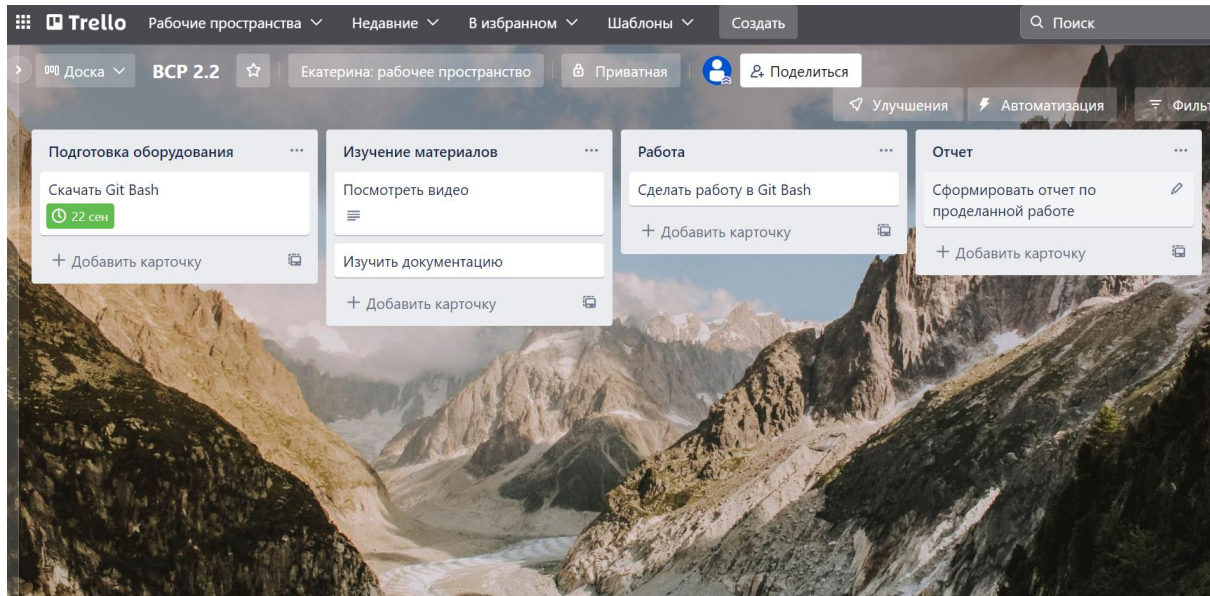 Trello Рабочие пространства Недавние В избранном Шаблоны Создать Поиск
Доска ВСР 2.2 Екатерина: рабочее пространство Приватная Поделиться
Улучшения Автоматизация Филь
Подготовка оборудования
Скачать Git Bash
22 сен
+ Добавить карточку
Изучение материалов
Посмотреть видео
Изучить документацию
+ Добавить карточку
Работа
Сделать работу в Git Bash
+ Добавить карточку
Отчет
Сформировать отчет по
проделанной работе
+ Добавить карточку